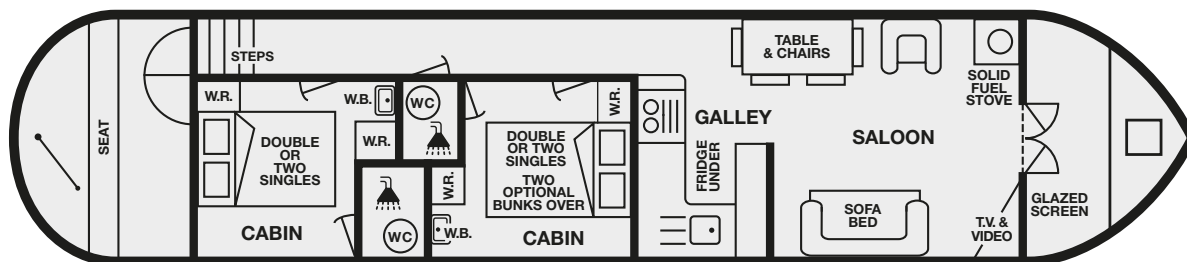 SEAT
STEPS
W.R.
DOUBLE
OR
TWO
SINGLES
CABIN
W.B.
W.R.
WC
WC
W.R.
W.B.
W.R.
DOUBLE
OR TWO
SINGLES
TWO
OPTIONAL
BUNKS OVER
CABIN
GALLEY
FRIDGE
UNDER
TABLE
& CHAIRS
SALOON
SOFA
BED
SOLID
FUEL
STOVE
T.V. &
VIDEO
GLAZED
SCREEN